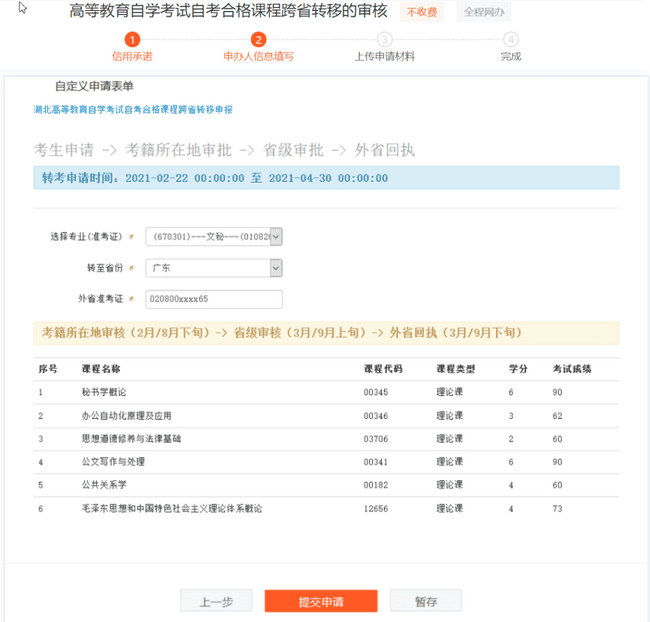 高等教育自学考试自考合格课程跨省转移的审核 不收费 全程网办
1 2 3 4
信用承诺 申办人信息填写 上传申请材料 完成
自定义申请表单
湖北高等教育自学考试自考合格课程跨省转移申报
考生申请 -> 考籍所在地审批 -> 省级审批 -> 外省回执
转考申请时间：2021-02-22 00:00:00 至 2021-04-30 00:00:00
选择专业(准考证) * (670301)---文秘---(010820
转至省份 * 广东
外省准考证 * 020800xxxx65
考籍所在地审核（2月/8月下旬）-> 省级审核（3月/9月上旬）-> 外省回执（3月/9月下旬）
序号 课程名称 课程代码 课程类型 学分 考试成绩
1 秘书学概论 00345 理论课 6 90
2 办公自动化原理及应用 00346 理论课 3 62
3 思想道德修养与法律基础 03706 理论课 2 60
4 公文写作与处理 00341 理论课 6 90
5 公共关系学 00182 理论课 4 60
6 毛泽东思想和中国特色社会主义理论体系概论 12656 理论课 4 73
上一步 提交申请 暂存